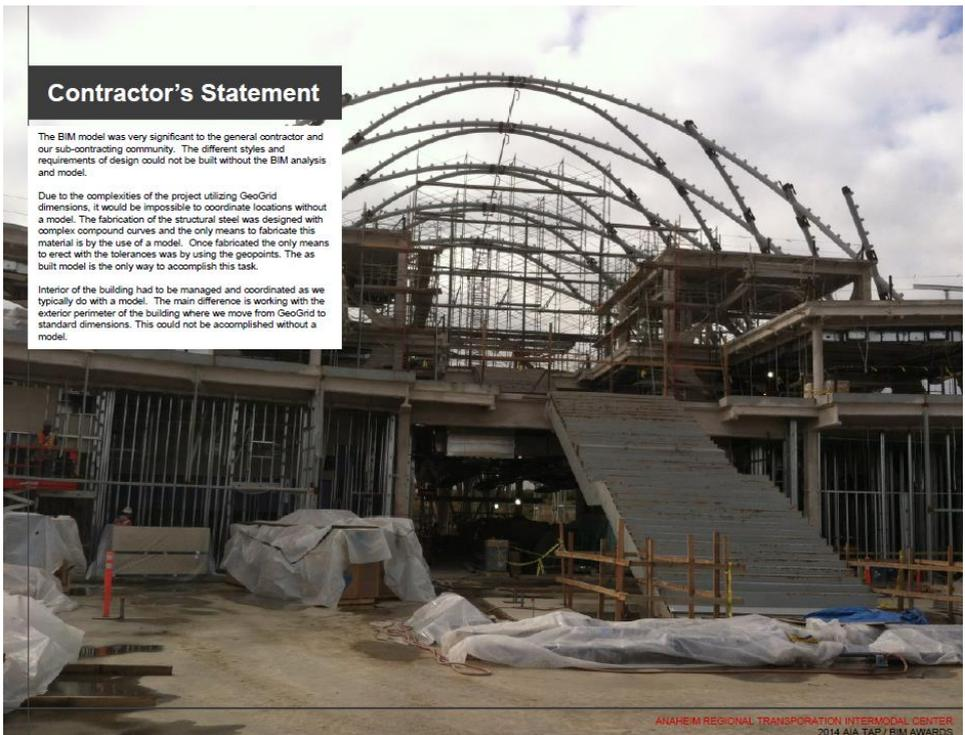 Contractor's Statement
The BIM model was very significant to the general contractor and
our sub-contracting community.  The different styles and
requirements of design could not be built without the BIM analysis
and model.
Due to the complexities of the project utilizing GeoGrid
dimensions, it would be impossible to coordinate locations without
a model. The fabrication of the structural steel was designed with
complex compound curves and the only means to fabricate this
material is by the use of a model.  Once fabricated the only means
to erect with the tolerances was by using the geopoints. The as
built model is the only way to accomplish this task.
Interior of the building had to be managed and coordinated as we
typically do with a model.  The main difference is working with the
exterior perimeter of the building where we move from GeoGrid to
standard dimensions. This could not be accomplished without a
model.
ANAHEIM REGIONAL TRANSPORATION INTERMODAL CENTER
2014 AIA TAP / BIM AWARDS